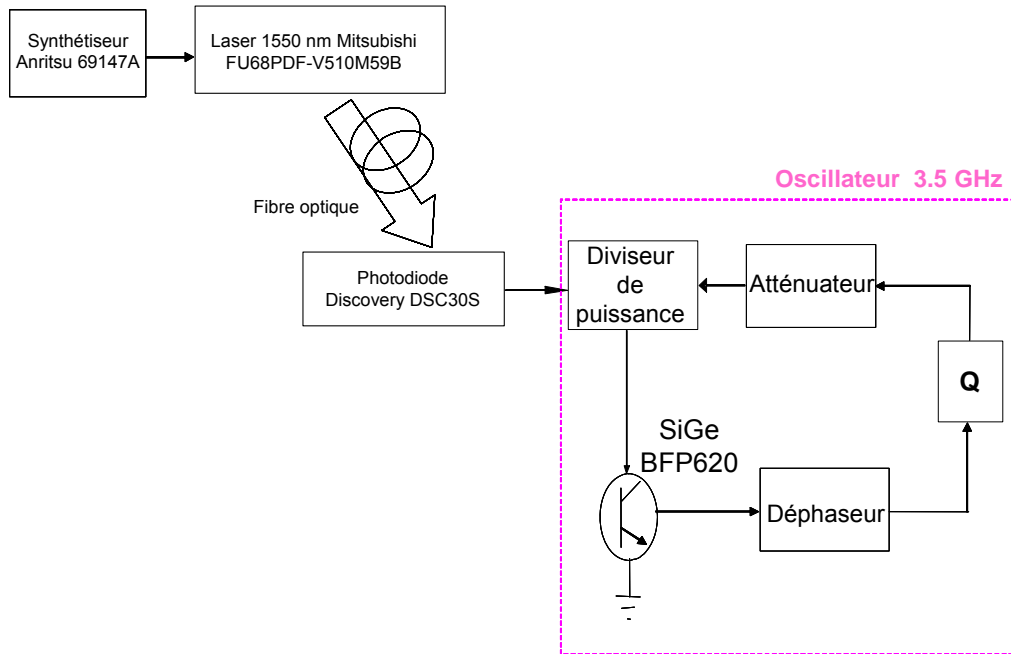 Synthétiseur
Anritsu 69147A
Laser 1550 nm Mitsubishi
FU68PDF-V510M59B
Fibre optique
Photodiode
Discovery DSC30S
Oscillateur 3.5 GHz
Diviseur
de
puissance
Atténuateur
Q
SiGe
BFP620
Déphaseur